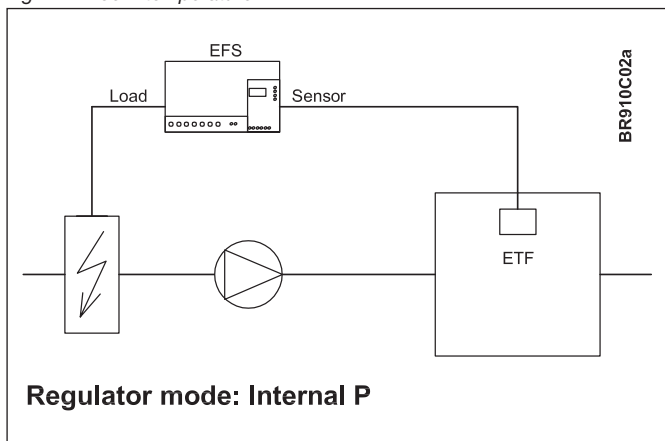 EFS
Load
Sensor
BR910C02a
ETF
Regulator mode: Internal P